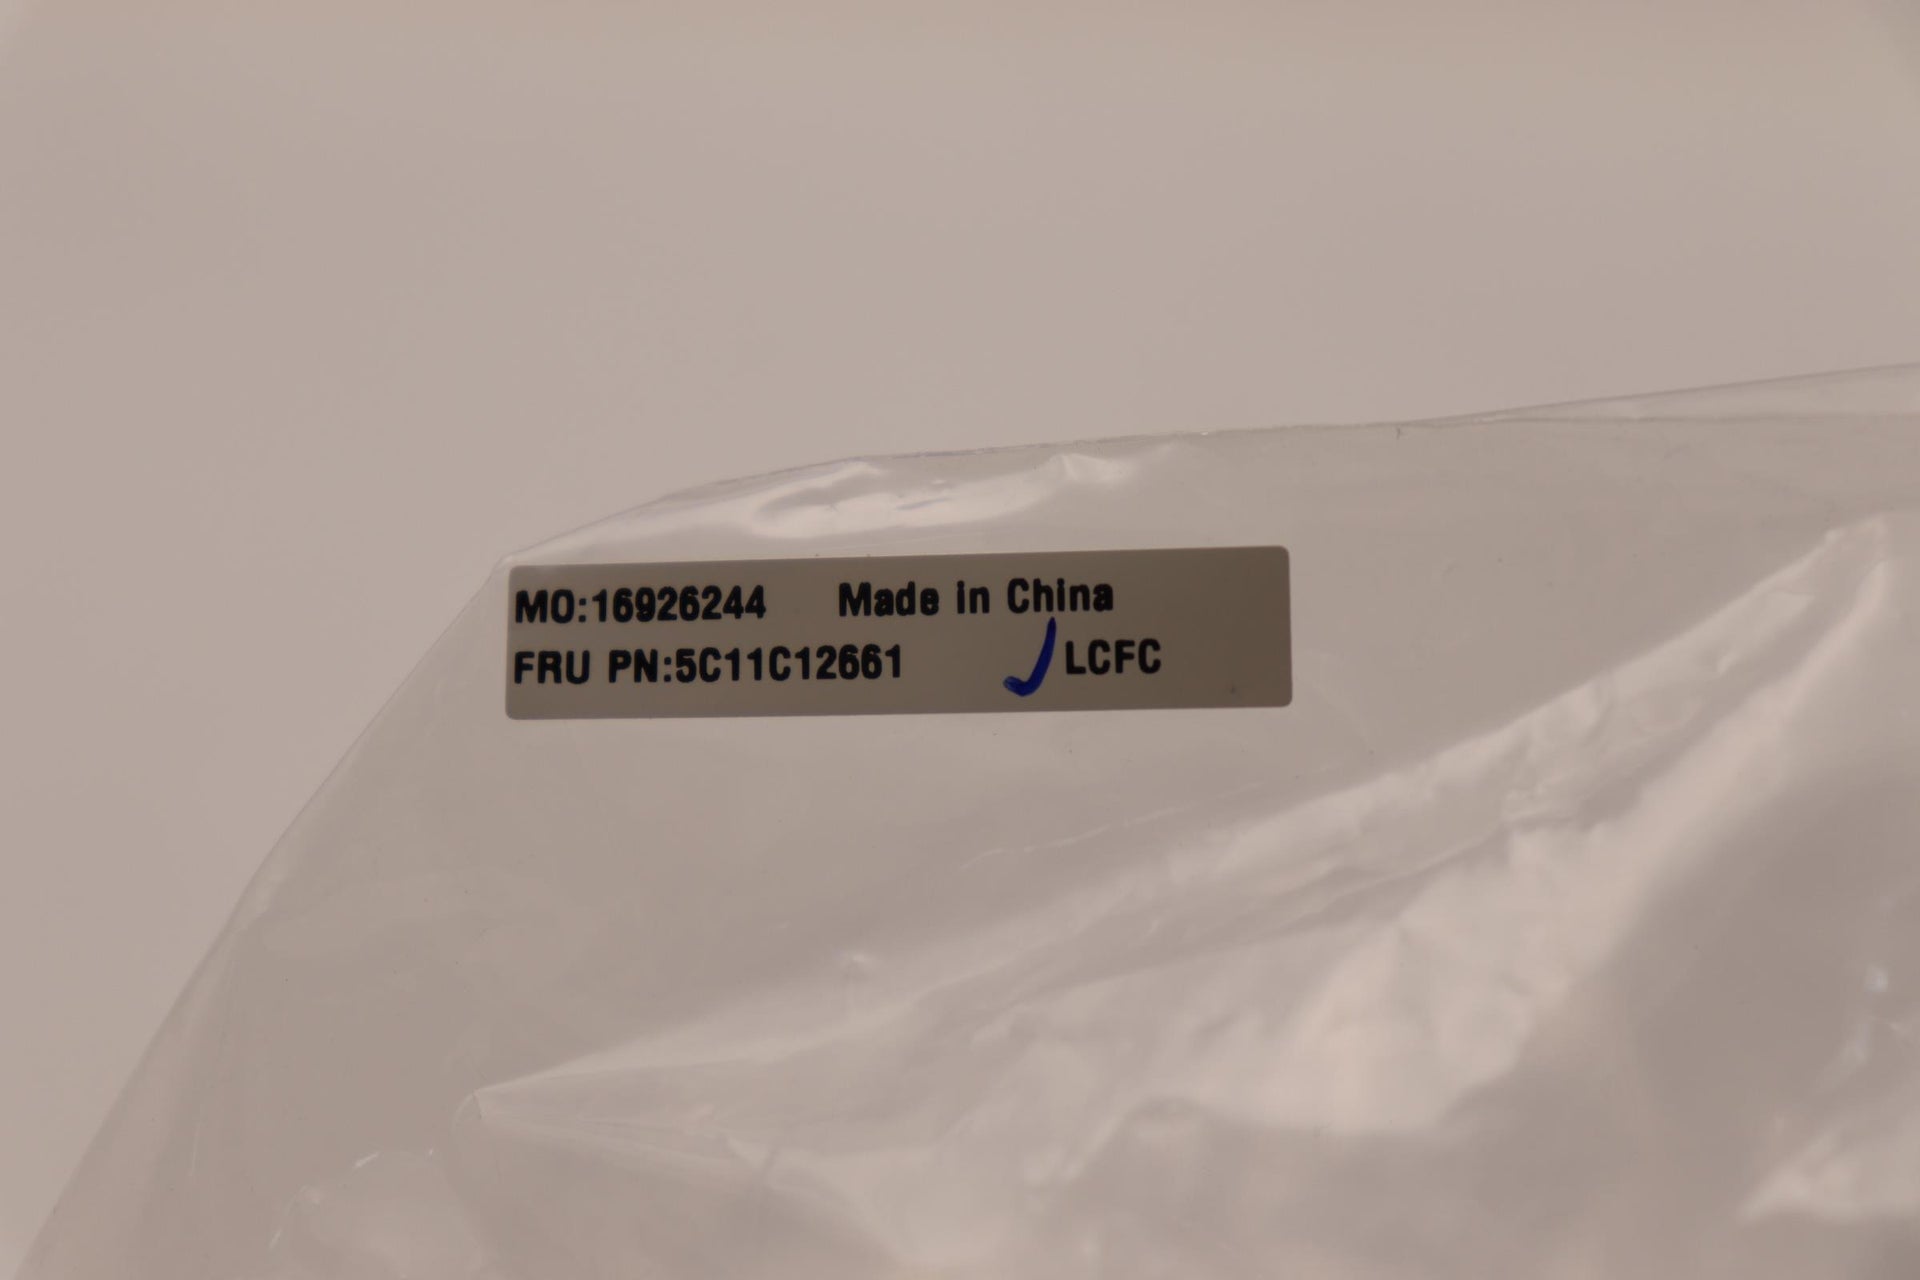 MO:16926244 Made in China
FRU PN:5C11C12661 LCFC